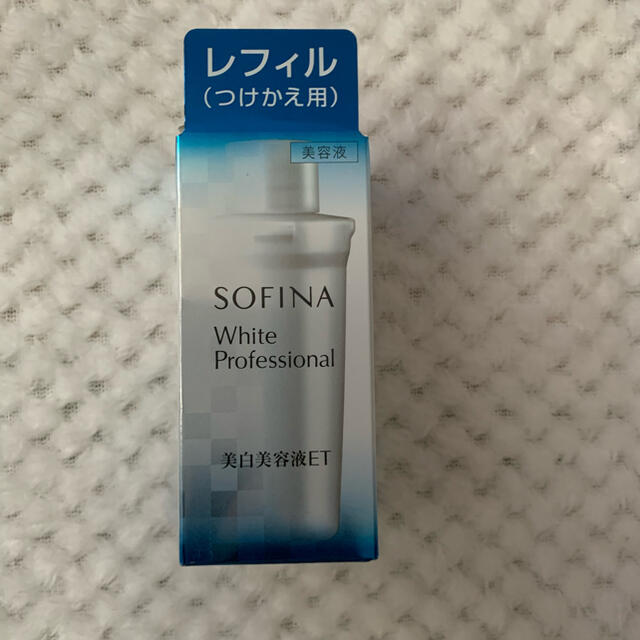 レフィル
(つけかえ用)
美容液
SOFINA
White
Professional
美白美容液ET